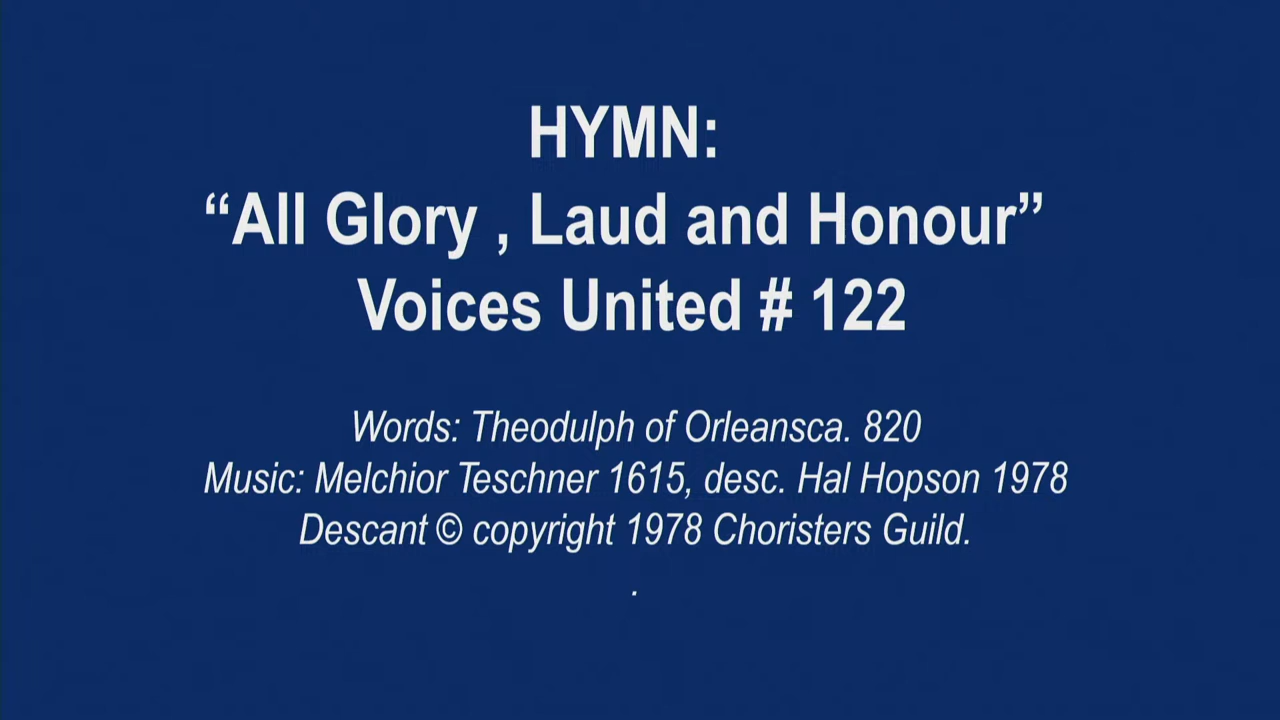 HYMN:
“All Glory , Laud and Honour”
Voices United # 122
Words: Theodulph of Orleansca. 820
Music: Melchior Teschner 1615, desc. Hal Hopson 1978
Descant © copyright 1978 Choristers Guild.
.